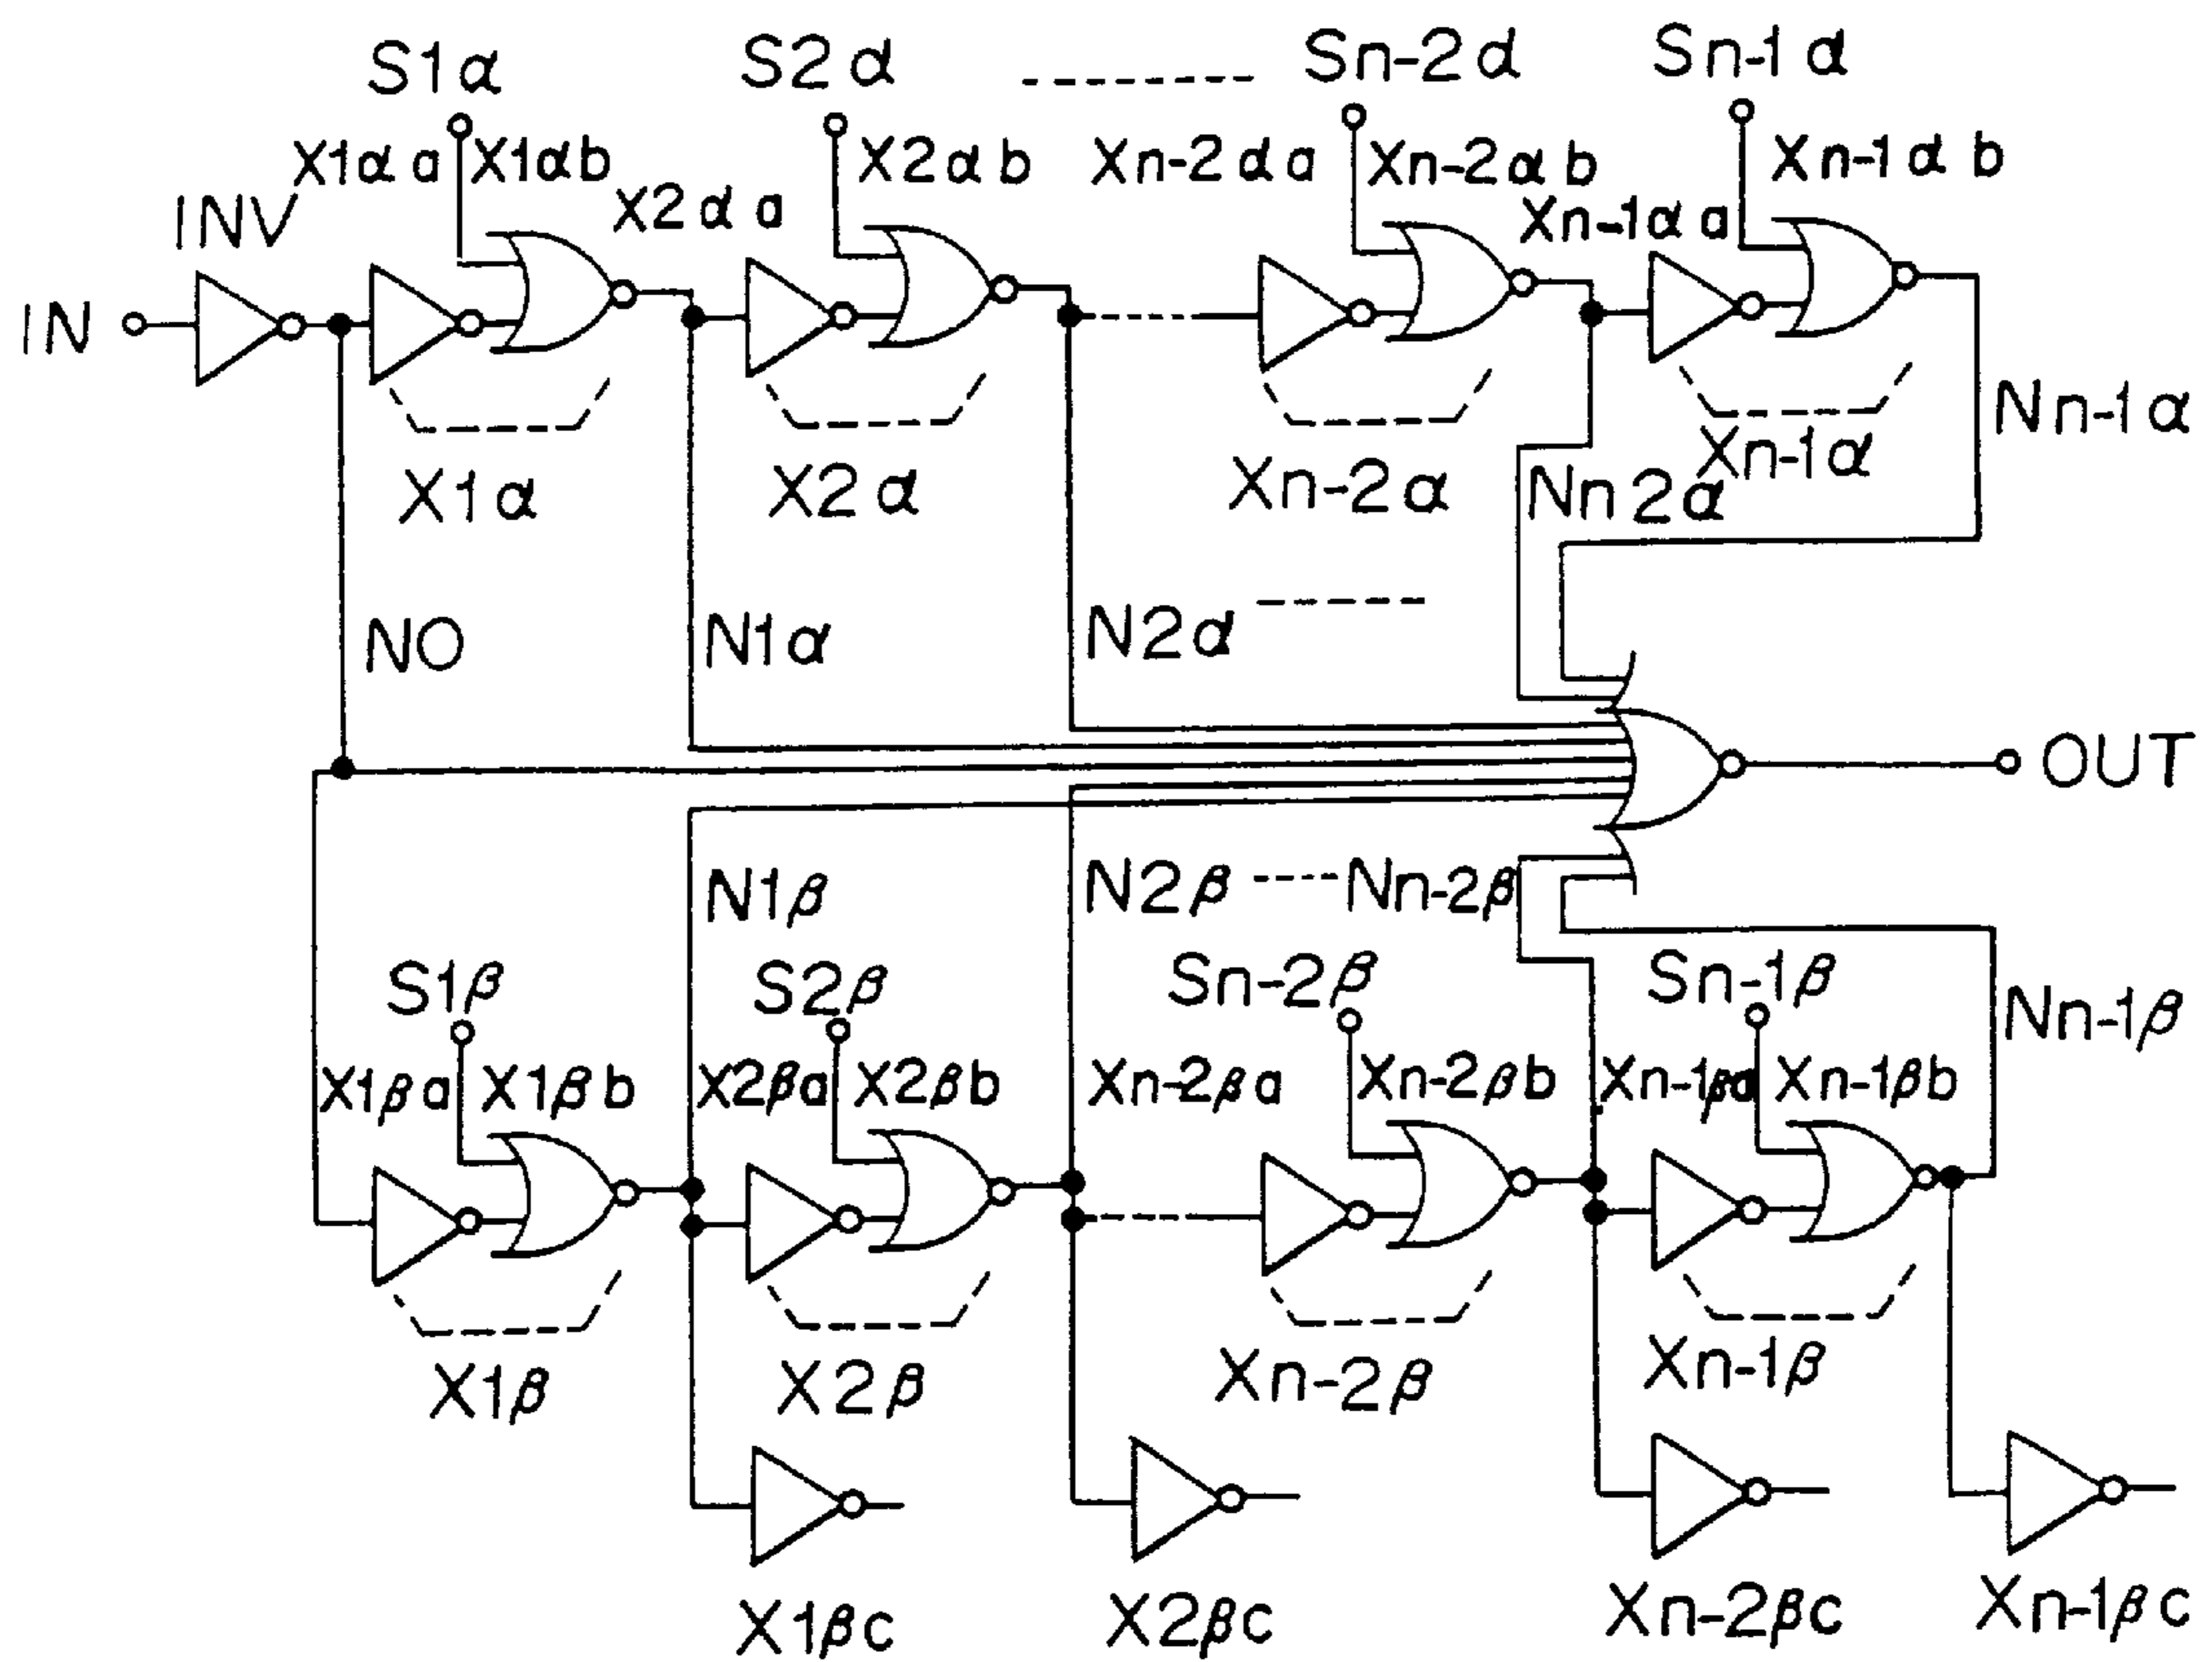 S1α S2α Sn-2α Sn-1α
X1αa X1αb X2αa X2αb Xn-2αa Xn-2αb Xn-1αa Xn-1αb
INV
IN
X1α X2α Xn-2α Xn-1α
Nn2α Nn-1α
N0 N1α N2α
OUT
N1β N2β Nn-2β Nn-1β
S1β S2β Sn-2β Sn-1β
X1βa X1βb X2βa X2βb Xn-2βa Xn-2βb Xn-1βa Xn-1βb
X1β X2β Xn-2β Xn-1β
X1βc X2βc Xn-2βc Xn-1βc